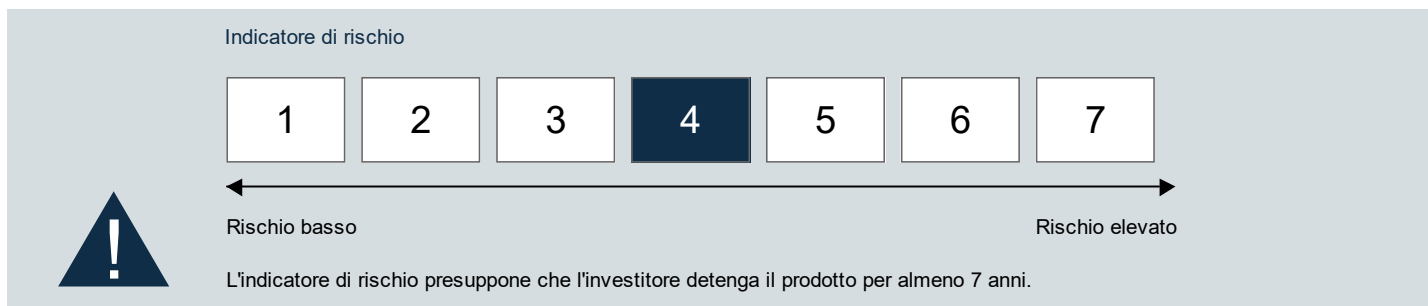 Indicatore di rischio
1 2 3 4 5 6 7
Rischio basso Rischio elevato
!
L'indicatore di rischio presuppone che l'investitore detenga il prodotto per almeno 7 anni.